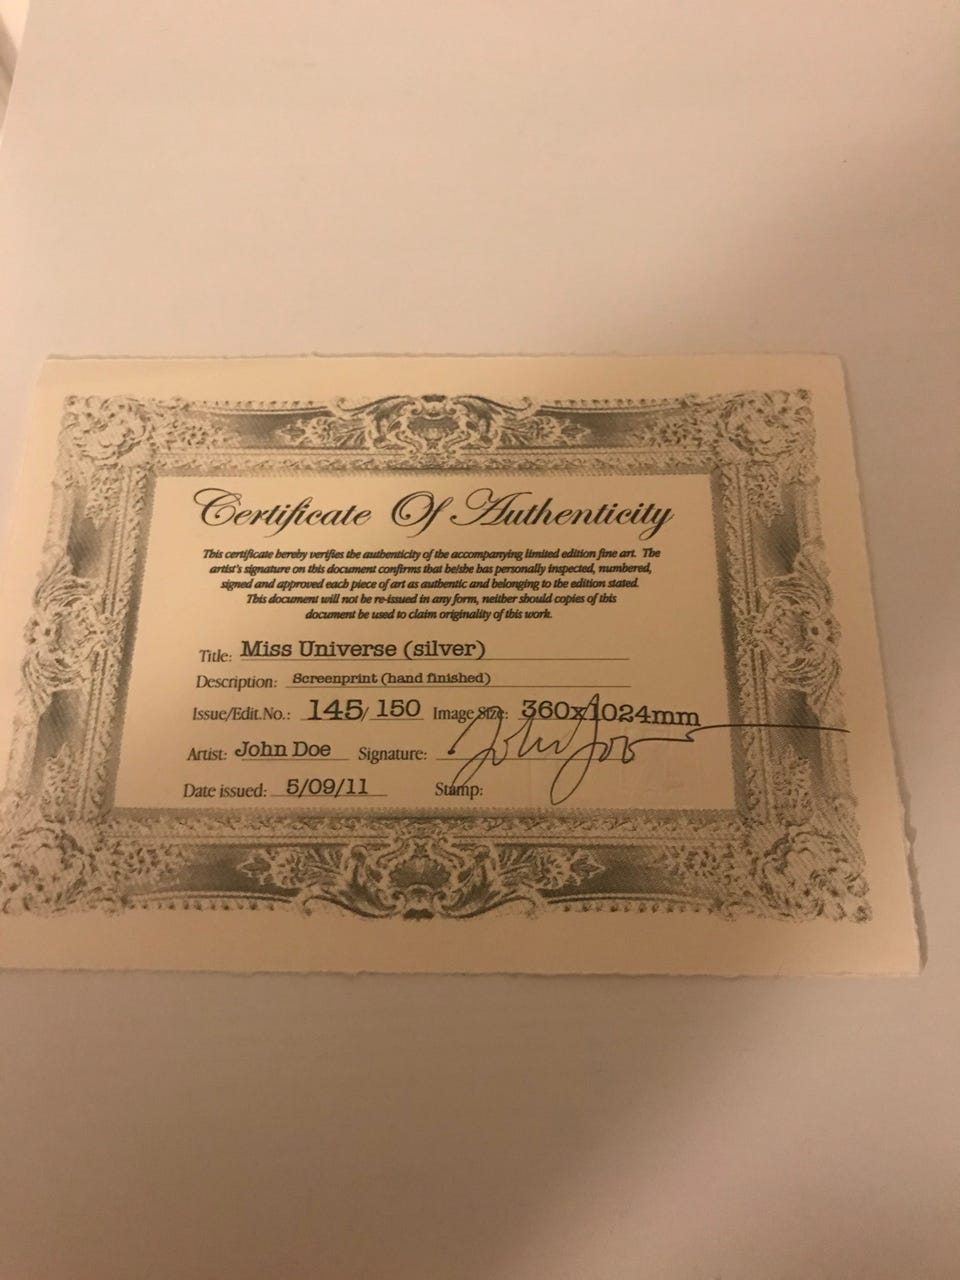 Certificate Of Authenticity
This certificate hereby verifies the authenticity of the accompanying limited edition fine art. The
artist's signature on this document confirms that he/she has personally inspected, numbered,
signed and approved each piece of art as authentic and belonging to the edition stated.
This document will not be re-issued in any form, neither should copies of this
document be used to claim originality of this work.
Title: Miss Universe (silver)
Description: Screenprint (hand finished)
Issue/Edit.No.: 145/ 150 Image Size: 360x1024mm
Artist: John Doe Signature: John Doe
Date issued: 5/09/11 Stamp: